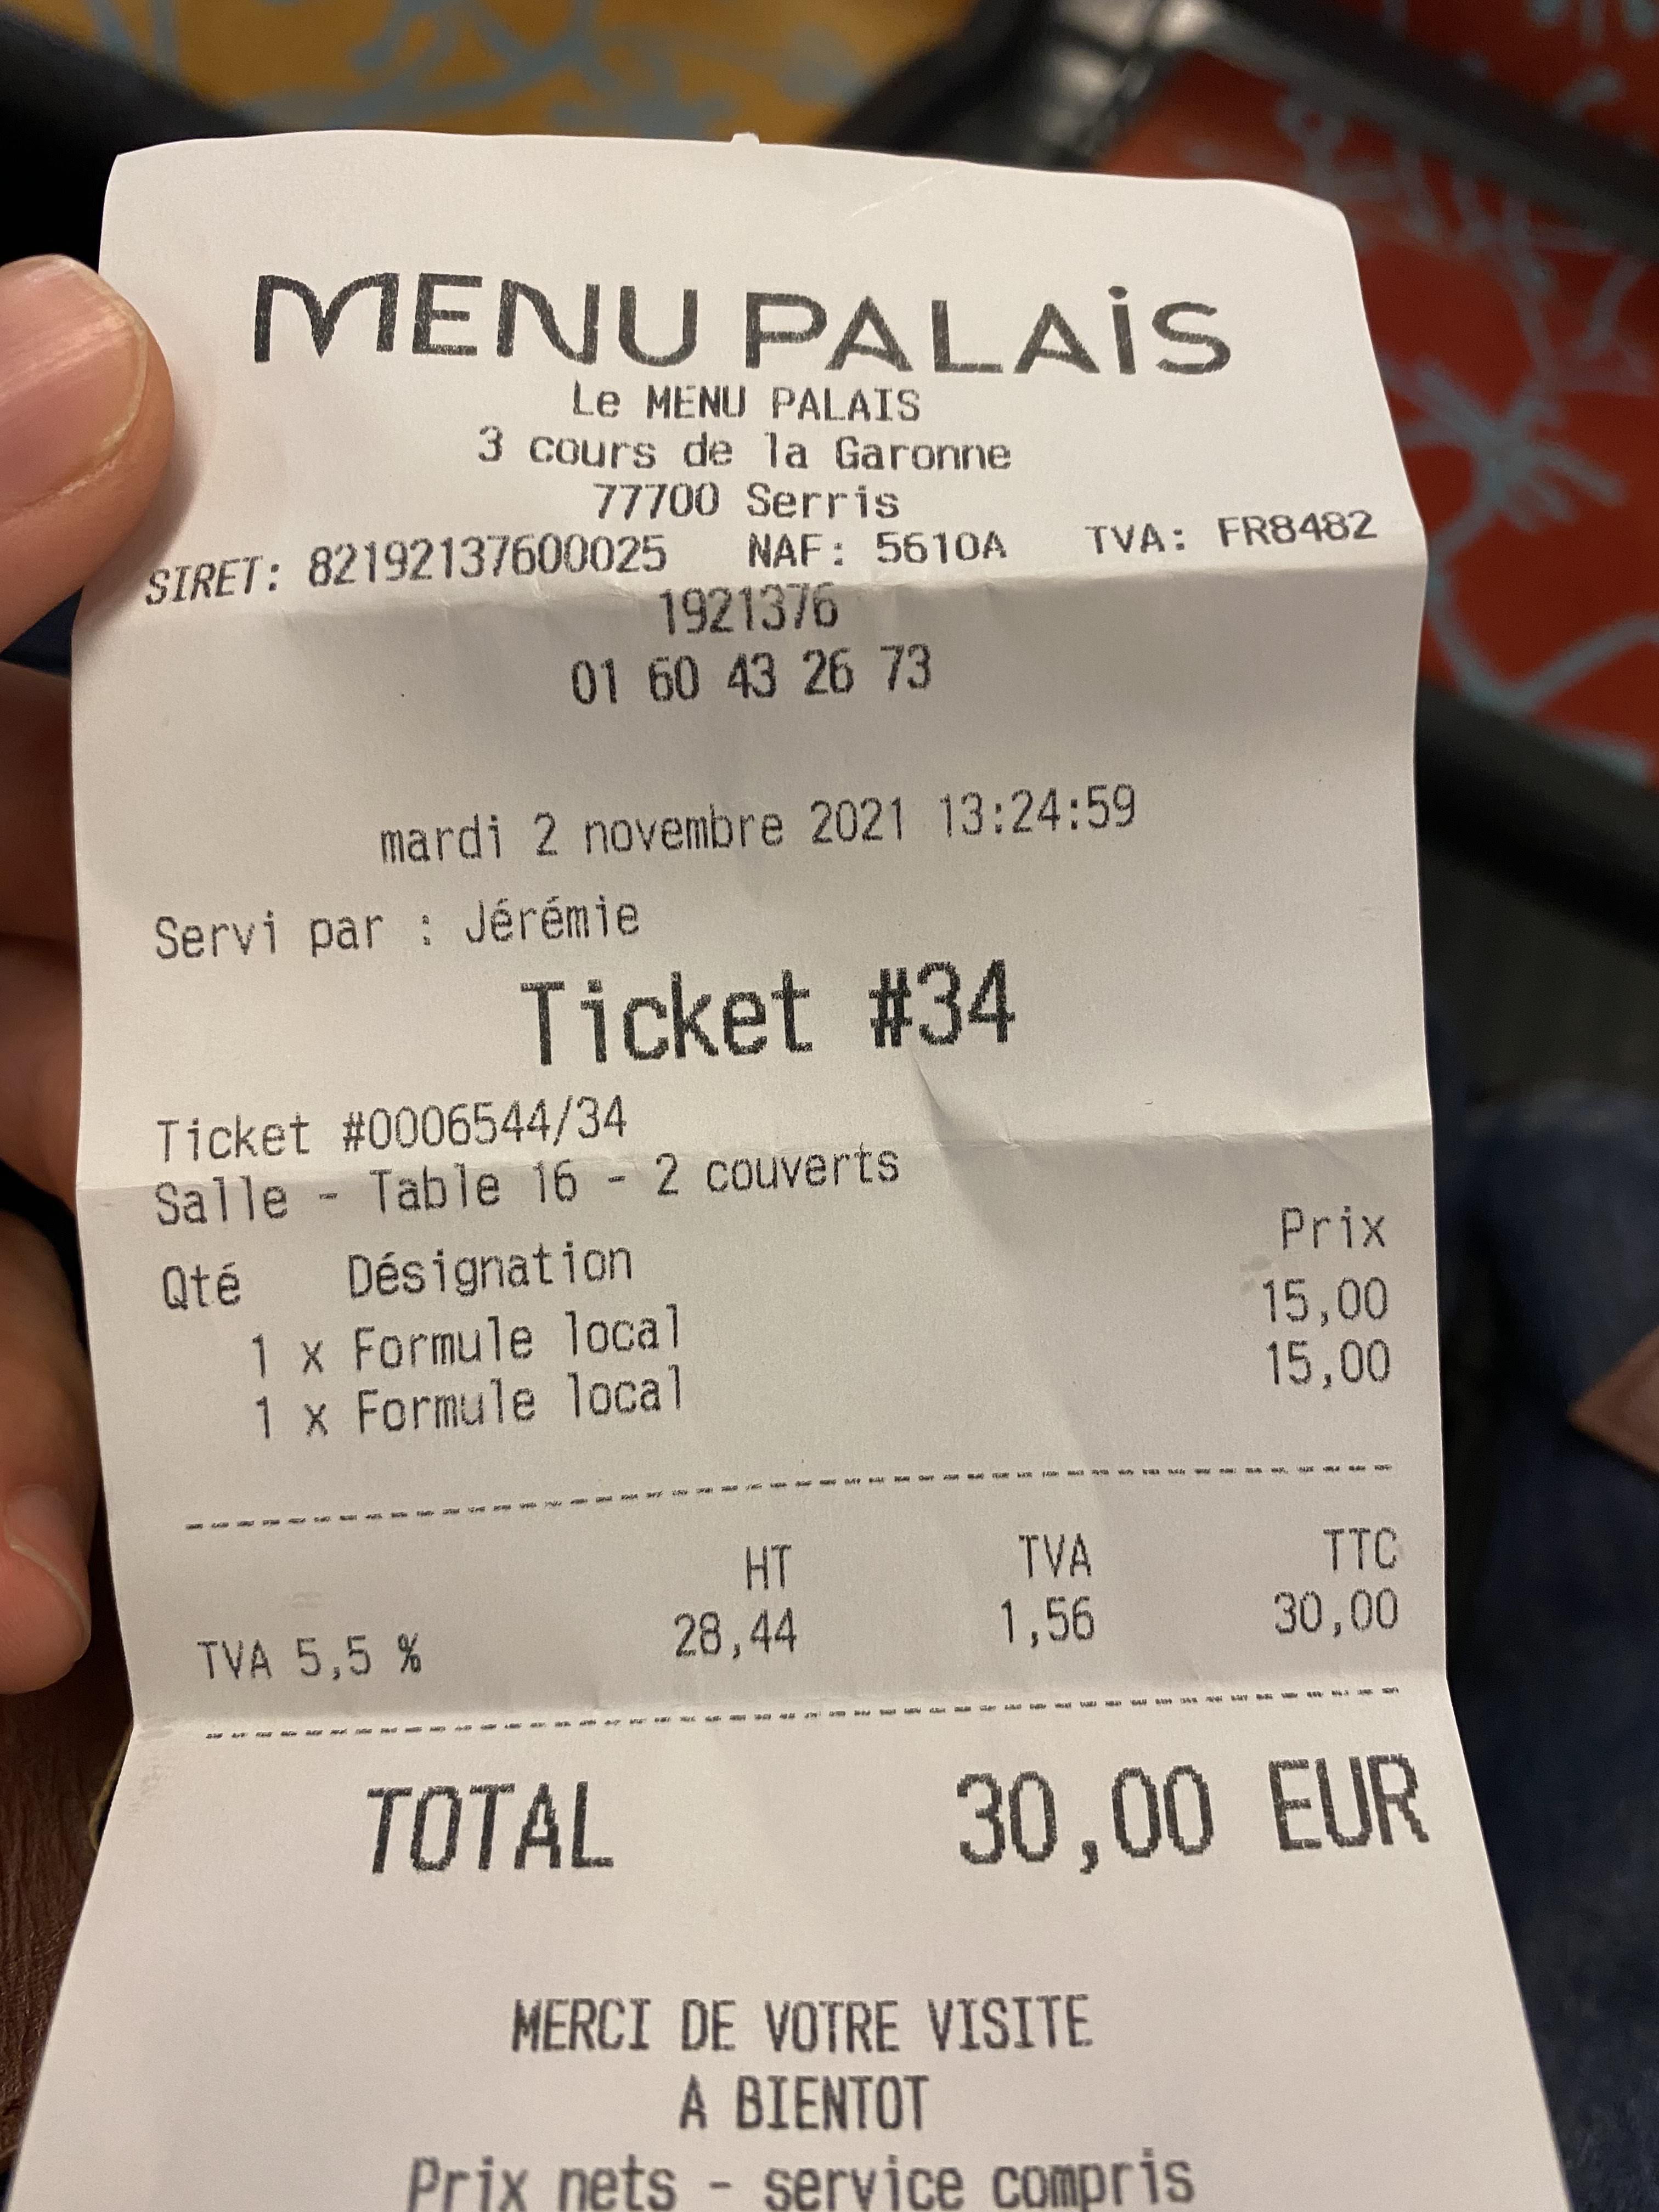 MENU PALAIS
Le MENU PALAIS
3 cours de la Garonne
77700 Serris
SIRET: 82192137600025 NAF: 5610A TVA: FR8482
1921376
01 60 43 26 73
mardi 2 novembre 2021 13:24:59
Servi par : Jérémie
Ticket #34
Ticket #0006544/34
Salle - Table 16 - 2 couverts
Qté Désignation Prix
1 x Formule local 15,00
1 x Formule local 15,00
HT TVA TTC
TVA 5,5 % 28,44 1,56 30,00
TOTAL 30,00 EUR
MERCI DE VOTRE VISITE
A BIENTOT
Prix nets - service compris